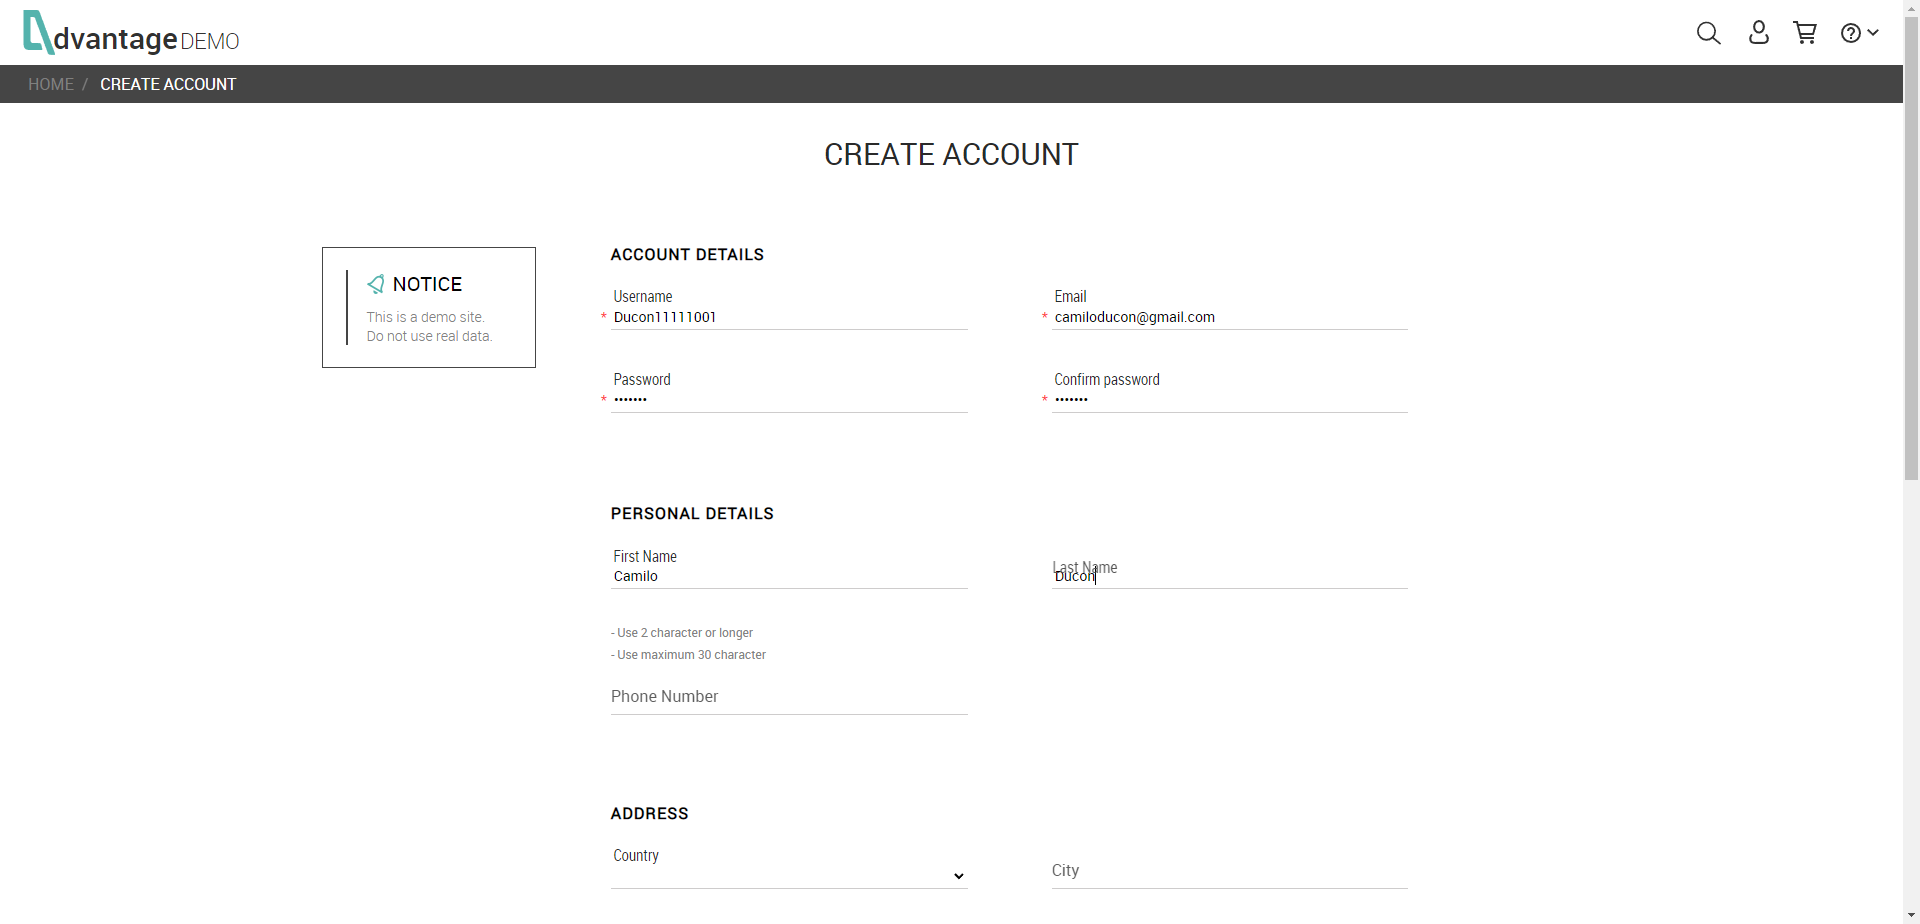 dvantage DEMO
HOME / CREATE ACCOUNT
CREATE ACCOUNT
NOTICE
This is a demo site.
Do not use real data.
ACCOUNT DETAILS
Username
* Ducon11111001
Email
* camiloducon@gmail.com
Password
* •••••••
Confirm password
* •••••••
PERSONAL DETAILS
First Name
Camilo
Last Name
Ducon
- Use 2 character or longer
- Use maximum 30 character
Phone Number
ADDRESS
Country
City